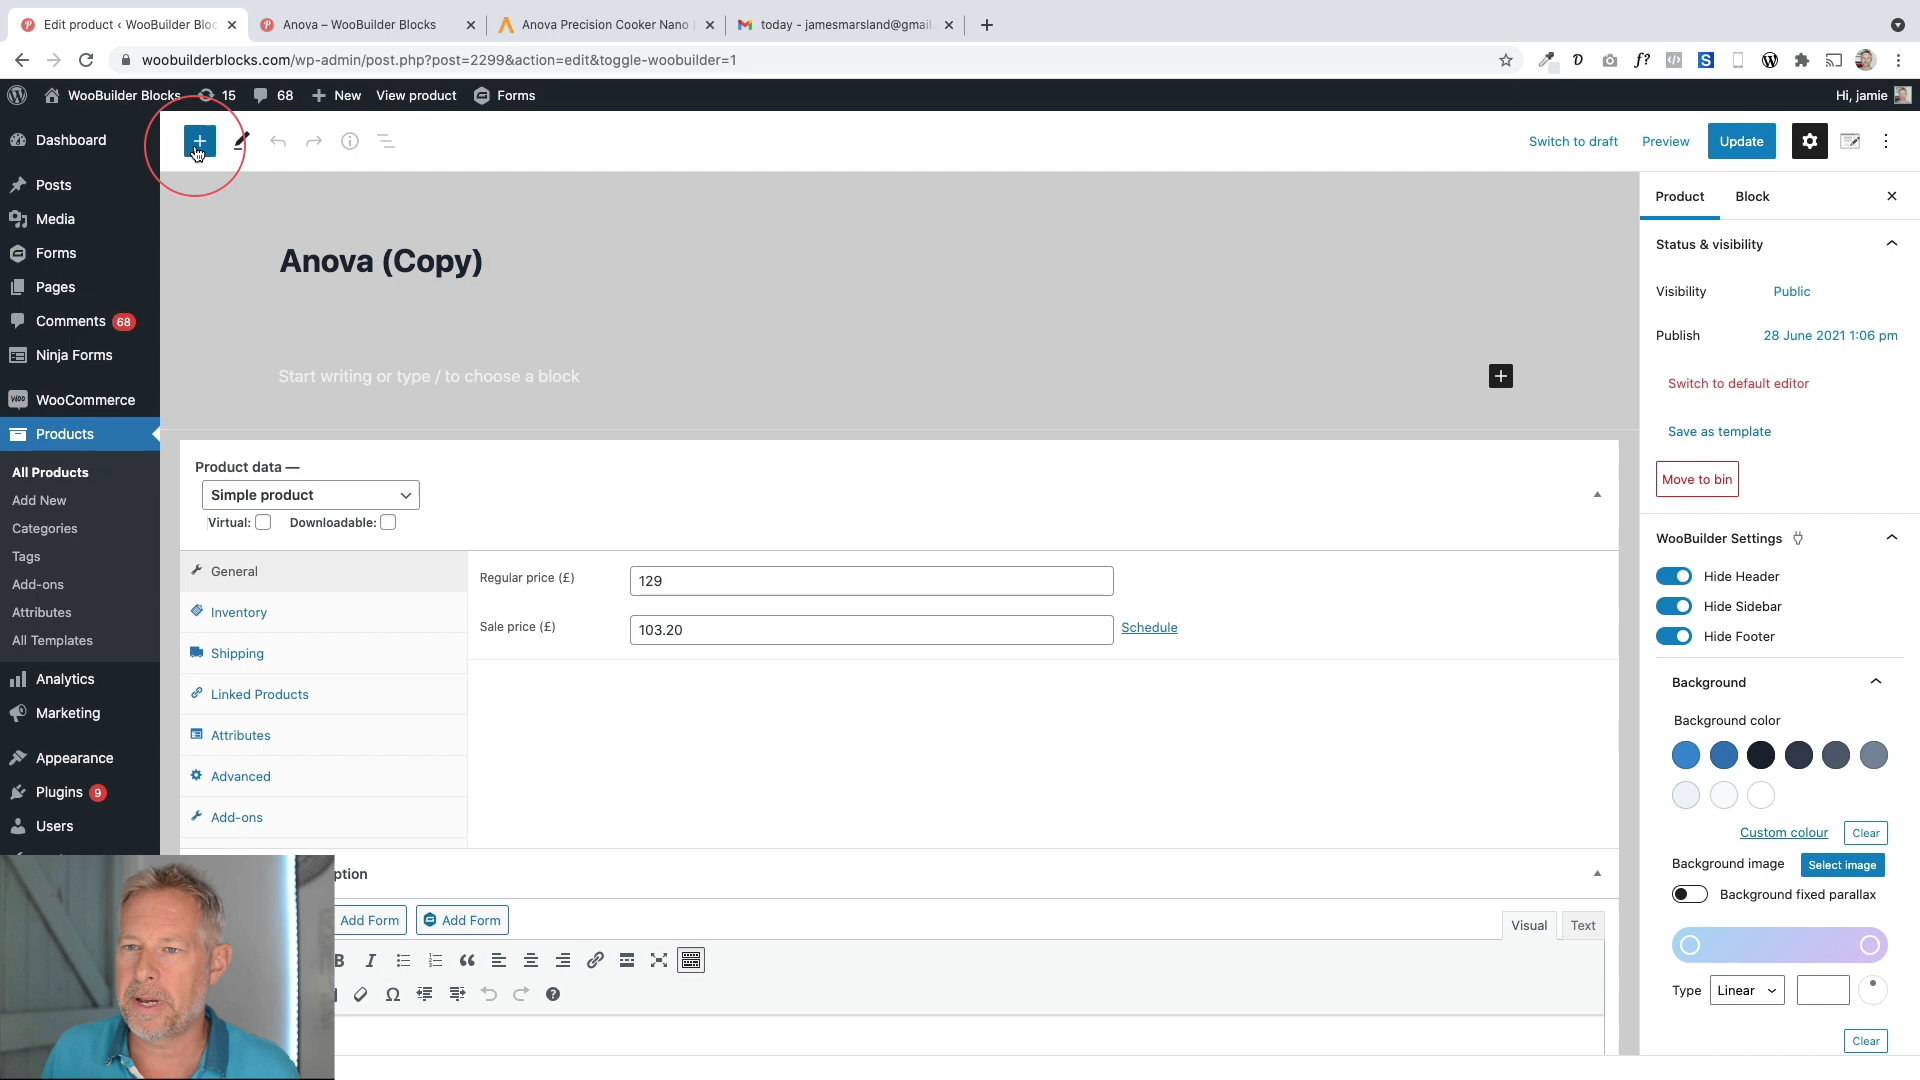 Edit product ‹ WooBuilder Bloc
Anova – WooBuilder Blocks
Anova Precision Cooker Nano
today - jamesmarsland@gmail.
woobuilderblocks.com/wp-admin/post.php?post=2299&action=edit&toggle-woobuilder=1
WooBuilder Blocks 15 68 New View product Forms
Hi, jamie
Dashboard
Posts
Media
Forms
Pages
Comments 68
Ninja Forms
WooCommerce
Products
All Products
Add New
Categories
Tags
Add-ons
Attributes
All Templates
Analytics
Marketing
Appearance
Plugins 9
Users
Switch to draft Preview Update
Anova (Copy)
Start writing or type / to choose a block
Product data —
Simple product
Virtual: Downloadable:
General
Inventory
Shipping
Linked Products
Attributes
Advanced
Add-ons
Regular price (£) 129
Sale price (£) 103.20 Schedule
ption
Add Form Add Form
Visual Text
Product Block
Status & visibility
Visibility Public
Publish 28 June 2021 1:06 pm
Switch to default editor
Save as template
Move to bin
WooBuilder Settings
Hide Header
Hide Sidebar
Hide Footer
Background
Background color
Custom colour Clear
Background image Select image
Background fixed parallax
Type Linear
Clear